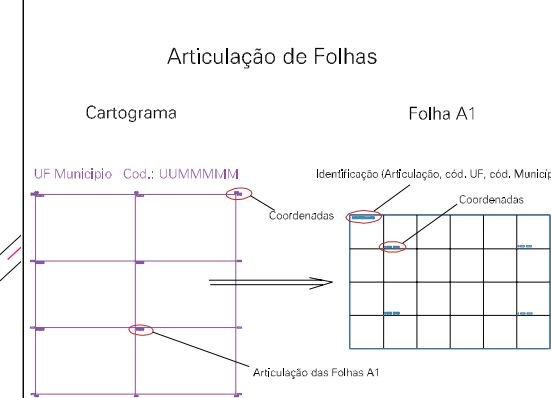 Articulação de Folhas
Cartograma
Folha A1
UF Municipio Cod.: UUMMMMM
Identificação (Articulação, cód. UF, cód. Municíp
Coordenadas
Coordenadas
Articulação das Folhas A1